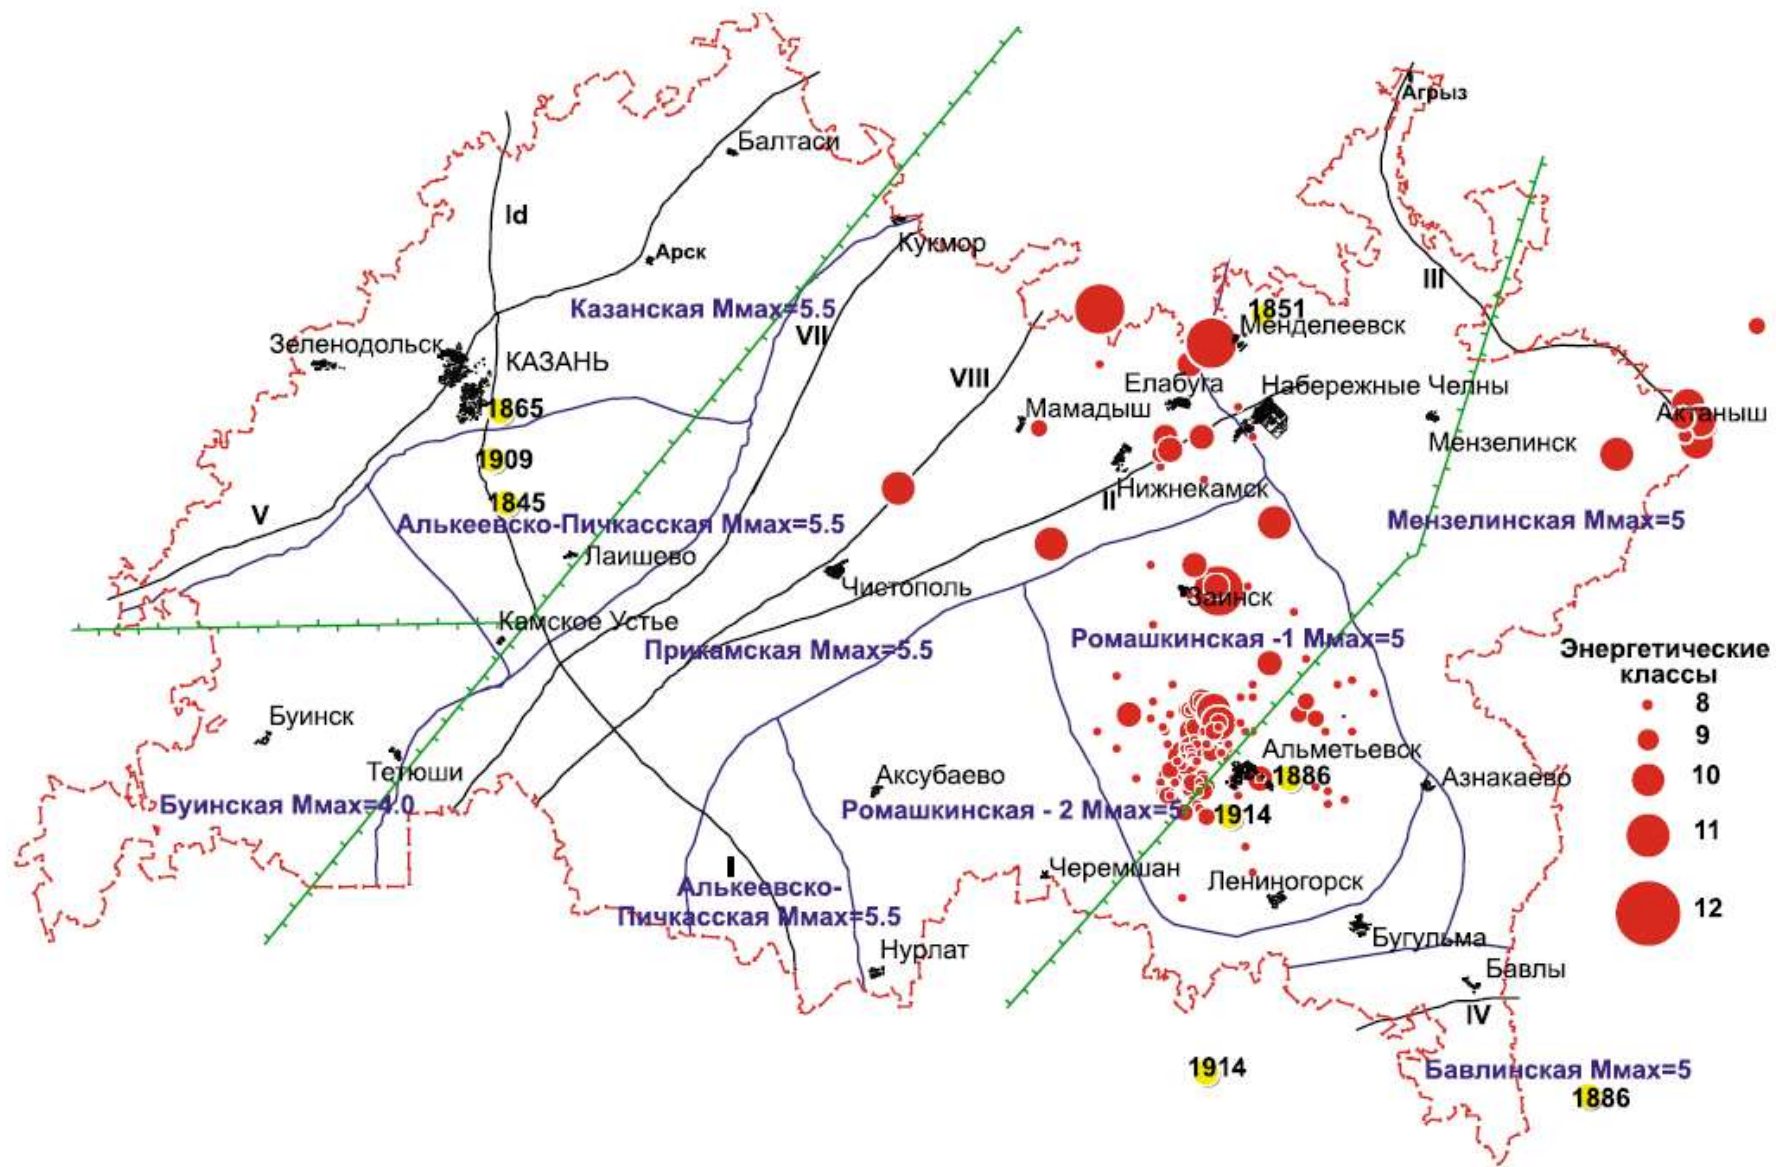 Агрыз
Балтаси
Id
Кукмор
Арск
III
Казанская Ммах=5.5
1851
Менделеевск
VII
Зеленодольск
КАЗАНЬ
VIII
Елабуга
Набережные Челны
1865
Мамадыш
Актаныш
Мензелинск
1909
Нижнекамск
II
1845
V
Алькеевско-Пичкасская Ммах=5.5
Мензелинская Ммах=5
Лаишево
Чистополь
Заинск
Камское Устье
Прикамская Ммах=5.5
Ромашкинская -1 Ммах=5
Энергетические
классы
8
9
10
11
12
Буинск
Тетюши
Альметьевск
1886
Аксубаево
Азнакаево
Буинская Ммах=4.0
Ромашкинская - 2 Ммах=5
1914
I
Черемшан
Лениногорск
Алькеевско-
Пичкасская Ммах=5.5
Нурлат
Бугульма
Бавлы
IV
1914
Бавлинская Ммах=5
1886